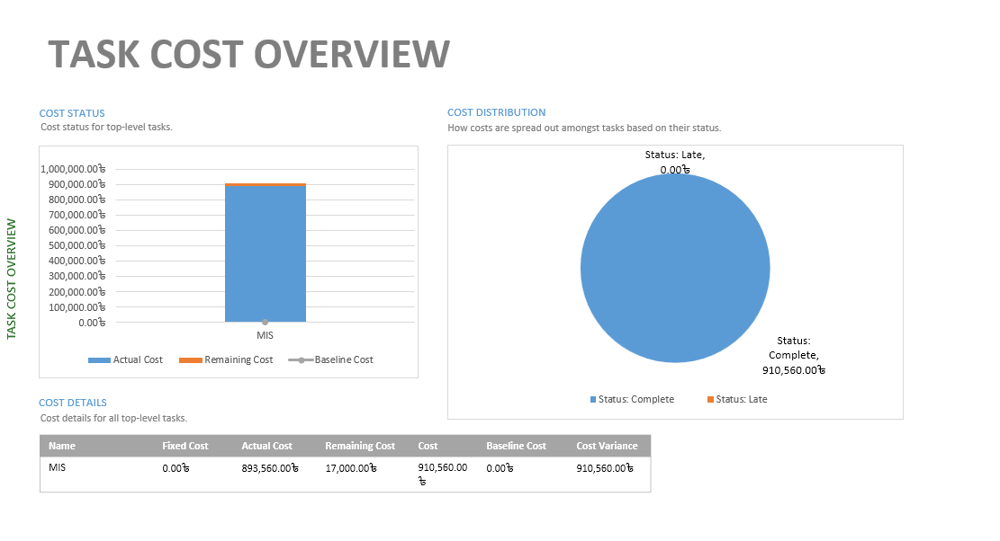 TASK COST OVERVIEW
TASK COST OVERVIEW
COST STATUS
Cost status for top-level tasks.
1,000,000.00৳
900,000.00৳
800,000.00৳
700,000.00৳
600,000.00৳
500,000.00৳
400,000.00৳
300,000.00৳
200,000.00৳
100,000.00৳
0.00৳
MIS
Actual Cost Remaining Cost Baseline Cost
COST DISTRIBUTION
How costs are spread out amongst tasks based on their status.
Status: Late,
0.00৳
Status:
Complete,
910,560.00৳
Status: Complete Status: Late
COST DETAILS
Cost details for all top-level tasks.
Name Fixed Cost Actual Cost Remaining Cost Cost Baseline Cost Cost Variance
MIS 0.00৳ 893,560.00৳ 17,000.00৳ 910,560.00 0.00৳ 910,560.00৳
৳